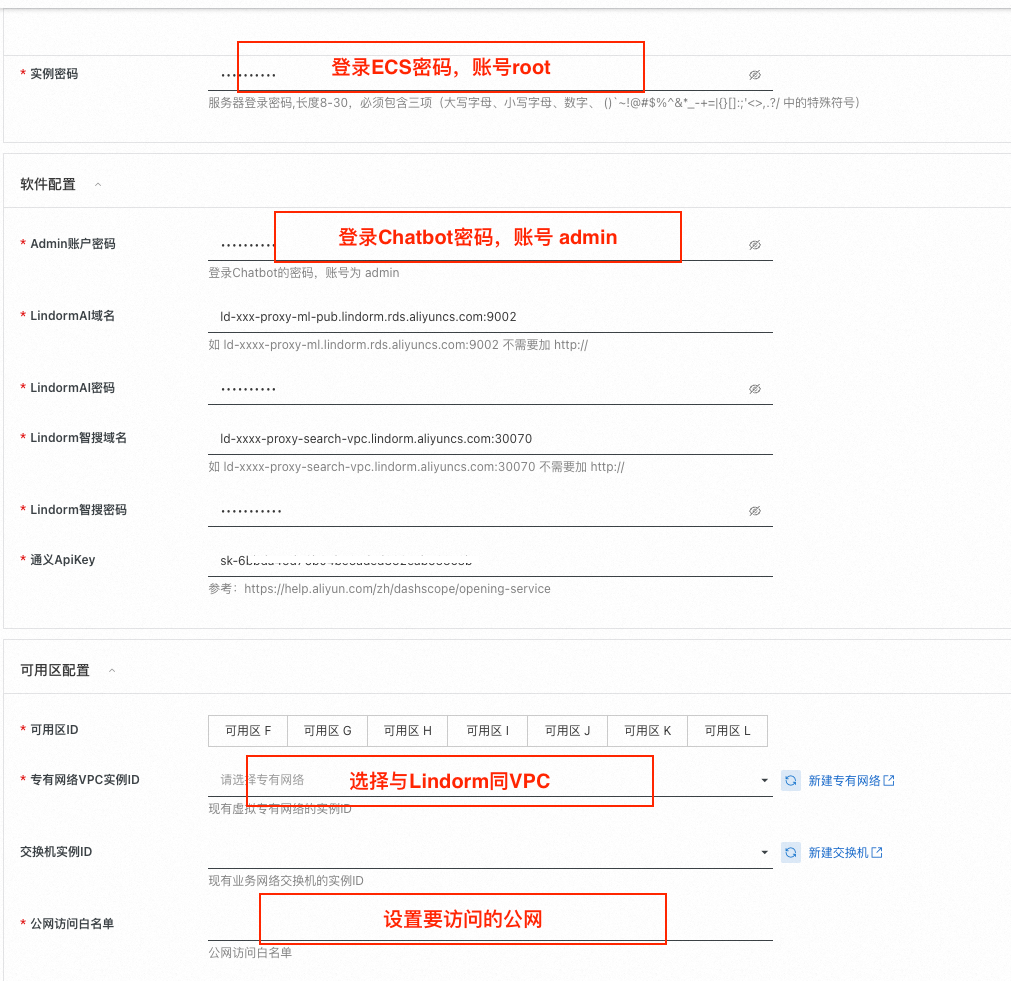 * 实例密码
••••••••••
登录ECS密码，账号root
服务器登录密码,长度8-30，必须包含三项（大写字母、小写字母、数字、 ()`~!@#$%^&*_-+=|{}[]:;'<>,.?/ 中的特殊符号）
软件配置
* Admin账户密码
••••••••••
登录Chatbot密码，账号 admin
登录Chatbot的密码，账号为 admin
* LindormAI域名
ld-xxx-proxy-ml-pub.lindorm.rds.aliyuncs.com:9002
如 ld-xxxx-proxy-ml.lindorm.rds.aliyuncs.com:9002 不需要加 http://
* LindormAI密码
••••••••••
* Lindorm智搜域名
ld-xxxx-proxy-search-vpc.lindorm.aliyuncs.com:30070
如 ld-xxxx-proxy-search-vpc.lindorm.aliyuncs.com:30070 不需要加 http://
* Lindorm智搜密码
•••••••••••
* 通义ApiKey
参考：https://help.aliyun.com/zh/dashscope/opening-service
可用区配置
* 可用区ID
可用区 F 可用区 G 可用区 H 可用区 I 可用区 J 可用区 K 可用区 L
* 专有网络VPC实例ID
请选择专有网络
选择与Lindorm同VPC
新建专有网络
现有虚拟专有网络的实例ID
交换机实例ID
新建交换机
现有业务网络交换机的实例ID
* 公网访问白名单
设置要访问的公网
公网访问白名单